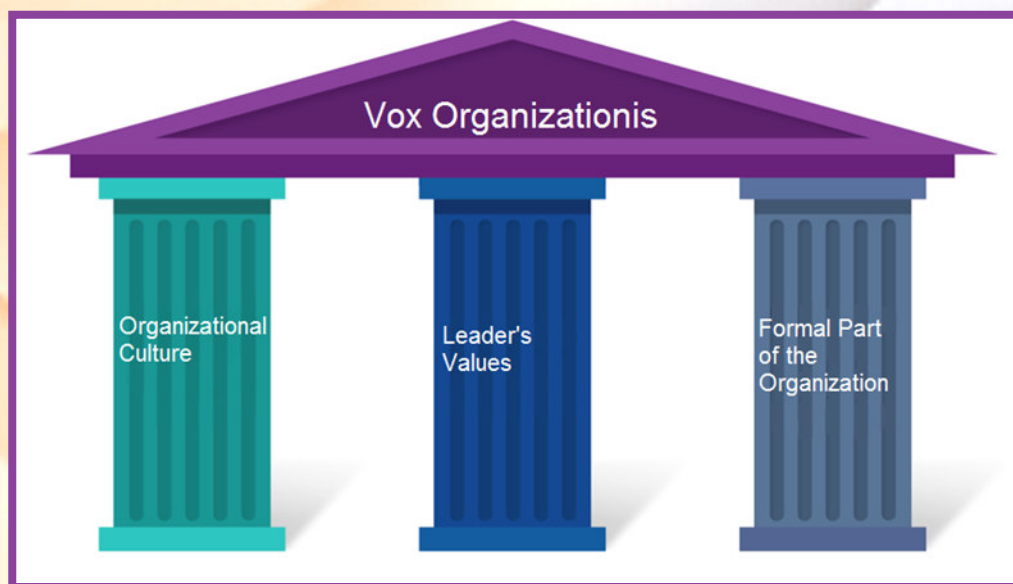 Vox Organizationis
Organizational
Culture
Leader's
Values
Formal Part
of the
Organization